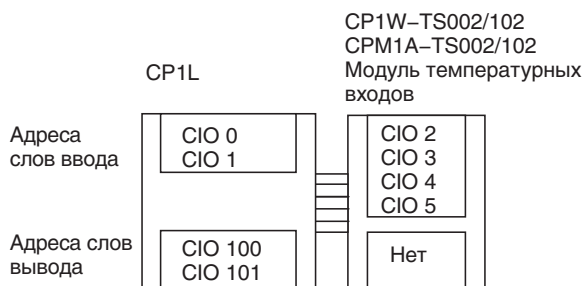 CP1W–TS002/102
CPM1A–TS002/102
Модуль температурных
входов
CP1L
Адреса
слов ввода
CIO 0
CIO 1
CIO 2
CIO 3
CIO 4
CIO 5
Адреса слов
вывода
CIO 100
CIO 101
Нет